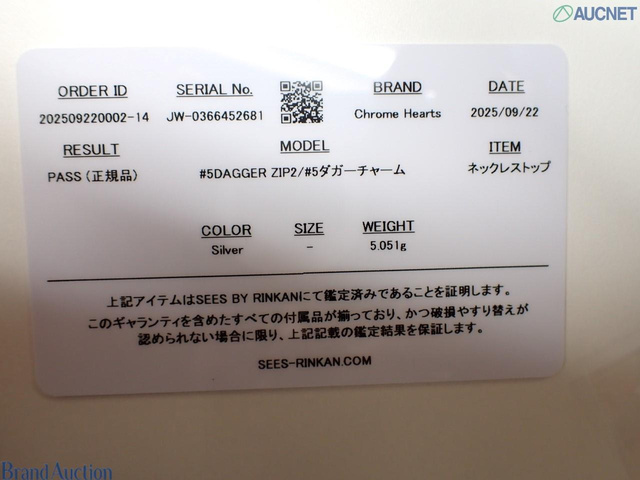 AUCNET
ORDER ID
202509220002-14
SERIAL No.
JW-0366452681
BRAND
Chrome Hearts
DATE
2025/09/22
RESULT
PASS（正規品）
MODEL
#5DAGGER ZIP2/#5ダガーチャーム
ITEM
ネックレストップ
COLOR
Silver
SIZE
-
WEIGHT
5.051g
上記アイテムはSEES BY RINKANにて鑑定済みであることを証明します。
このギャランティを含めたすべての付属品が揃っており、かつ破損やすり替えが
認められない場合に限り、上記記載の鑑定結果を保証します。
SEES-RINKAN.COM
Brand Auction